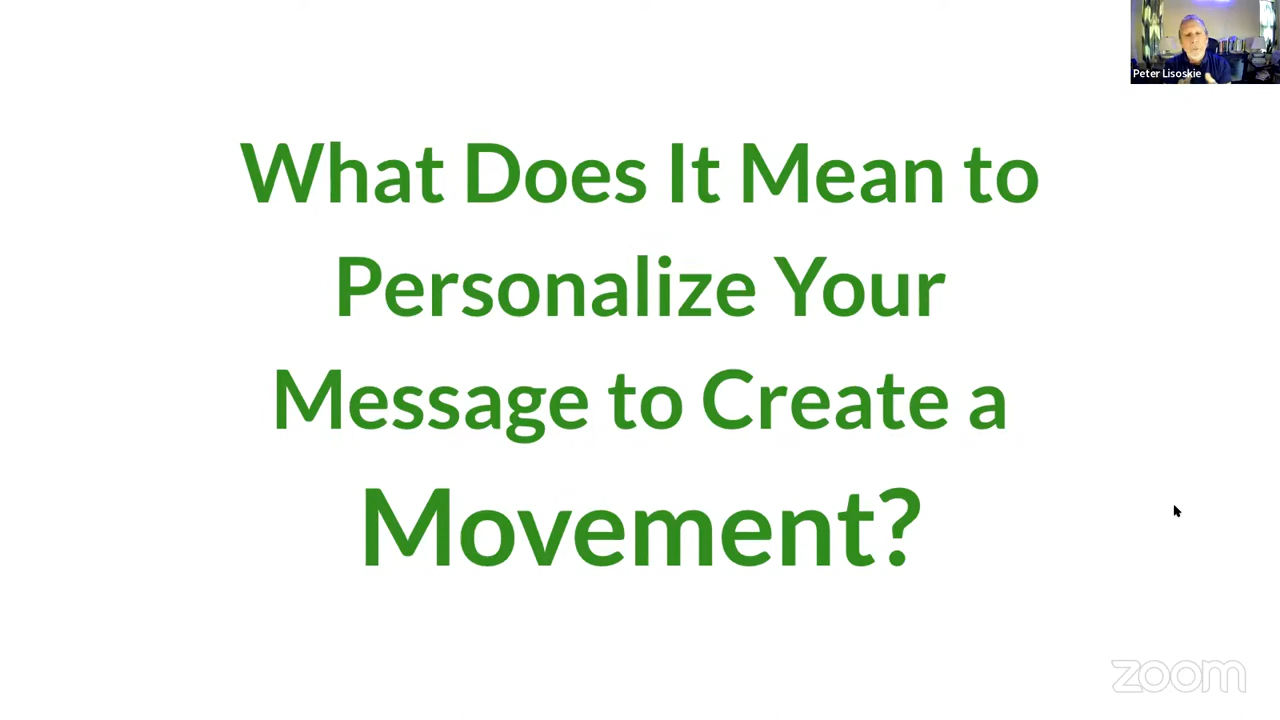 Peter Lisoskie
What Does It Mean to
Personalize Your
Message to Create a
Movement?
zoom